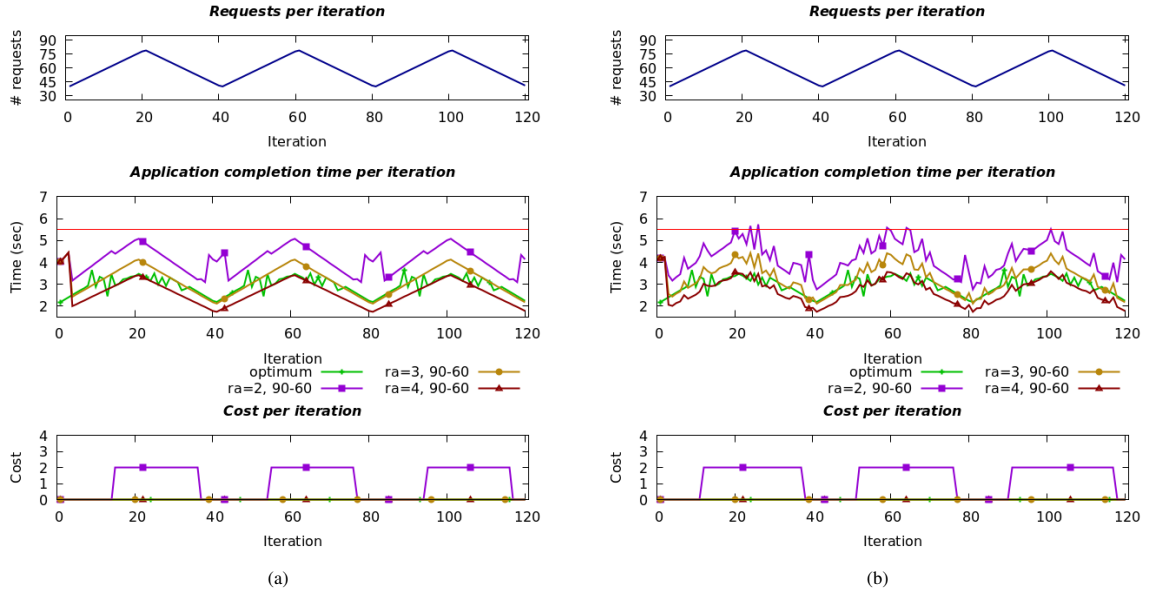 Requests per iteration
# requests
90
75
60
45
30
0 20 40 60 80 100 120
Iteration
Application completion time per iteration
Time (sec)
7
6
5
4
3
2
0 20 40 60 80 100 120
Iteration
optimum ra=3, 90-60
ra=2, 90-60 ra=4, 90-60
Cost per iteration
Cost
4
3
2
1
0
0 20 40 60 80 100 120
Iteration
(a)
Requests per iteration
# requests
90
75
60
45
30
0 20 40 60 80 100 120
Iteration
Application completion time per iteration
Time (sec)
7
6
5
4
3
2
0 20 40 60 80 100 120
Iteration
optimum ra=3, 90-60
ra=2, 90-60 ra=4, 90-60
Cost per iteration
Cost
4
3
2
1
0
0 20 40 60 80 100 120
Iteration
(b)